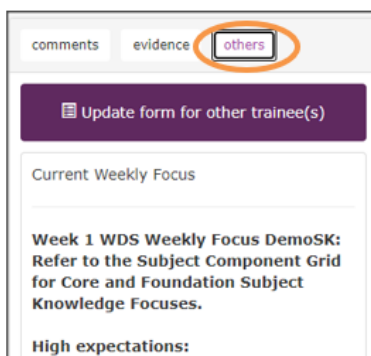 comments evidence others
Update form for other trainee(s)
Current Weekly Focus
Week 1 WDS Weekly Focus DemoSK:
Refer to the Subject Component Grid
for Core and Foundation Subject
Knowledge Focuses.
High expectations: